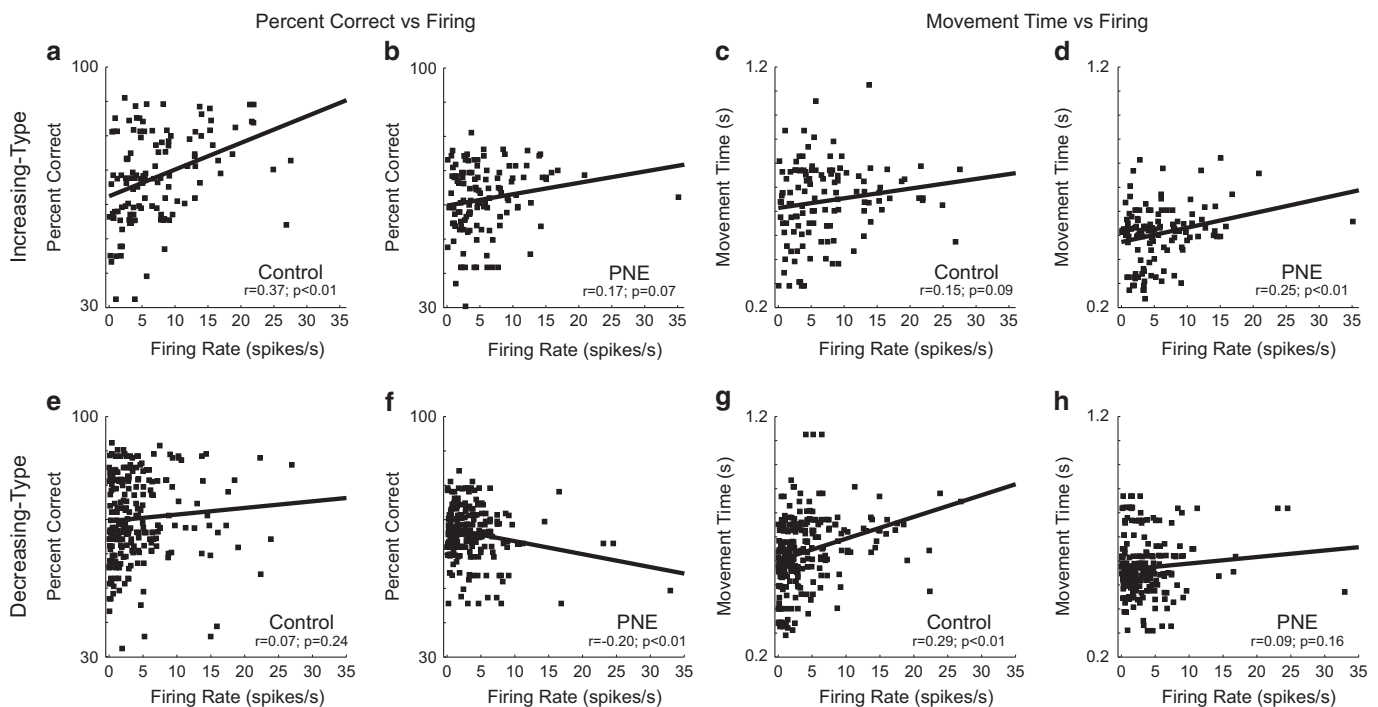 Percent Correct vs Firing
Movement Time vs Firing
Increasing-Type
a
100
Percent Correct
30
Control
r=0.37; p<0.01
0 5 10 15 20 25 30 35
Firing Rate (spikes/s)
b
100
Percent Correct
30
PNE
r=0.17; p=0.07
0 5 10 15 20 25 30 35
Firing Rate (spikes/s)
c
1.2
Movement Time (s)
0.2
Control
r=0.15; p=0.09
0 5 10 15 20 25 30 35
Firing Rate (spikes/s)
d
1.2
Movement Time (s)
0.2
PNE
r=0.25; p<0.01
0 5 10 15 20 25 30 35
Firing Rate (spikes/s)
Decreasing-Type
e
100
Percent Correct
30
Control
r=0.07; p=0.24
0 5 10 15 20 25 30 35
Firing Rate (spikes/s)
f
100
Percent Correct
30
PNE
r=-0.20; p<0.01
0 5 10 15 20 25 30 35
Firing Rate (spikes/s)
g
1.2
Movement Time (s)
0.2
Control
r=0.29; p<0.01
0 5 10 15 20 25 30 35
Firing Rate (spikes/s)
h
1.2
Movement Time (s)
0.2
PNE
r=0.09; p=0.16
0 5 10 15 20 25 30 35
Firing Rate (spikes/s)